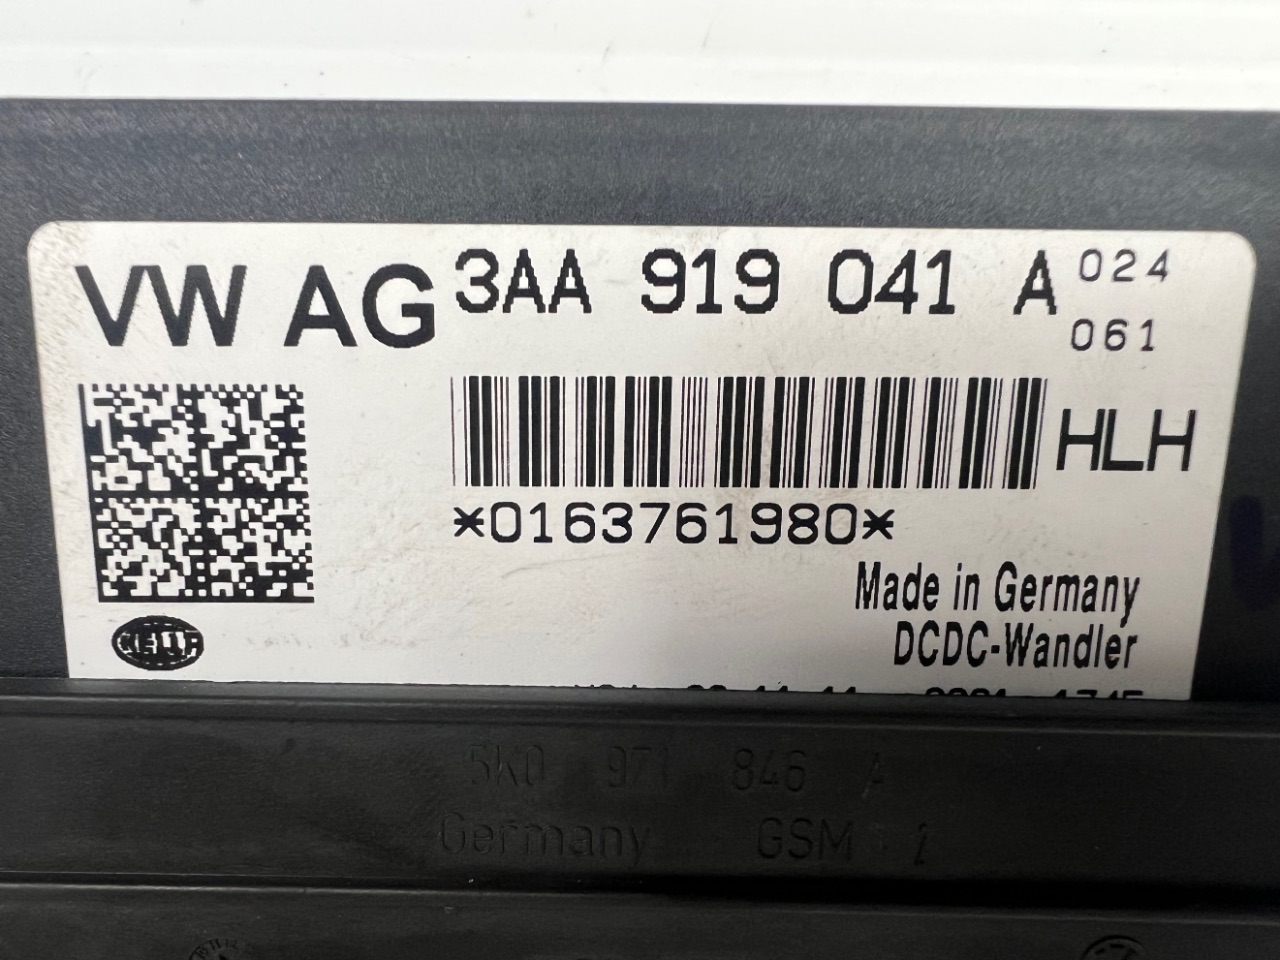 VW AG 3AA 919 041 A 024
061
HLH
*0163761980*
Made in Germany
HELLA
DCDC-Wandler
5K0 971 846 A
Germany GSM